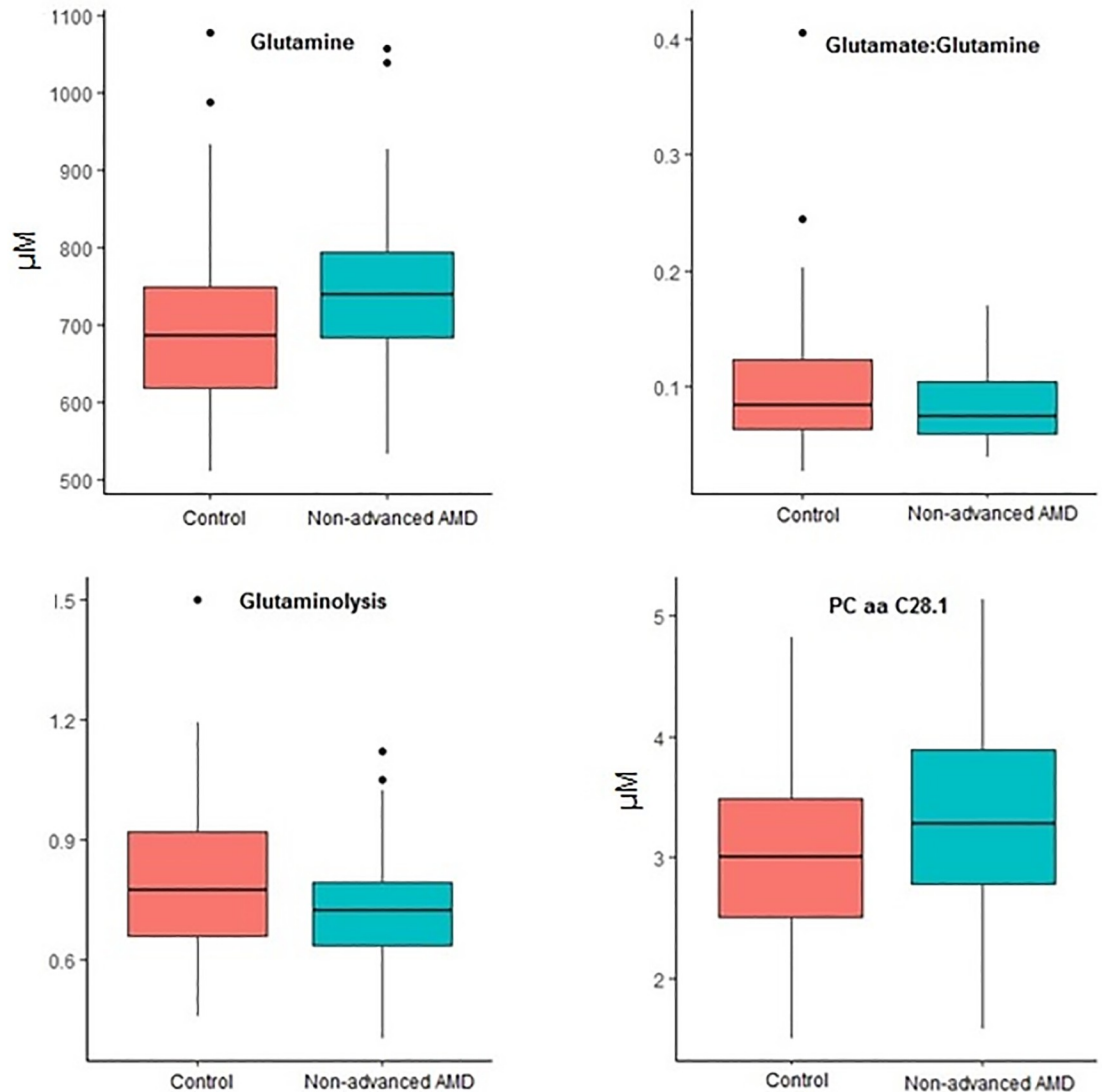 Glutamine
1100
1000
900
800
700
600
500
µM
Control Non-advanced AMD
Glutamate:Glutamine
0.4
0.3
0.2
0.1
Control Non-advanced AMD
Glutaminolysis
1.5
1.2
0.9
0.6
Control Non-advanced AMD
PC aa C28.1
5
4
3
2
µM
Control Non-advanced AMD